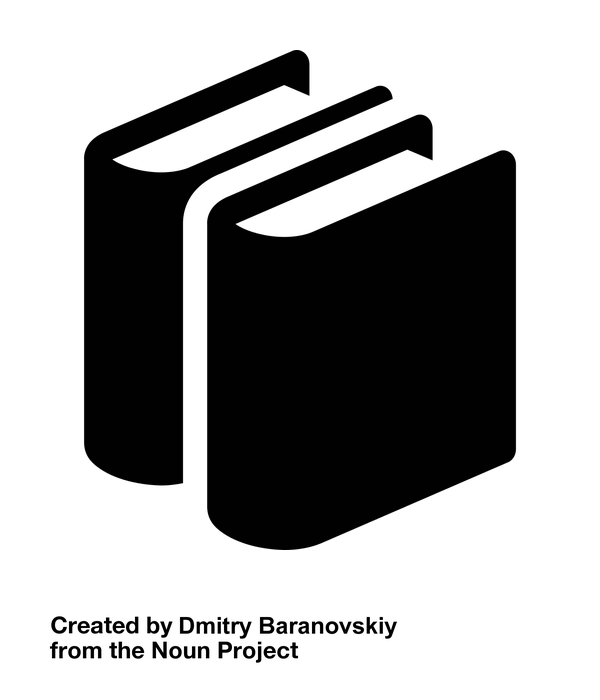 Created by Dmitry Baranovskiy
from the Noun Project